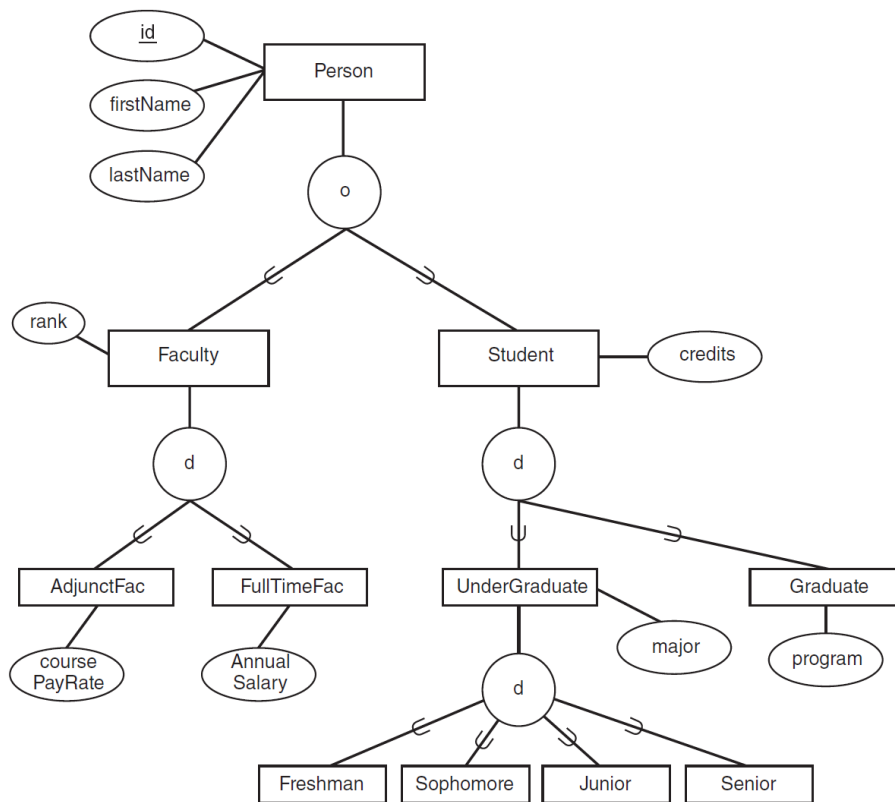 id
Person
firstName
lastName
o
rank
Faculty
Student
credits
d
d
AdjunctFac
FullTimeFac
UnderGraduate
Graduate
course
PayRate
Annual
Salary
major
program
d
Freshman
Sophomore
Junior
Senior